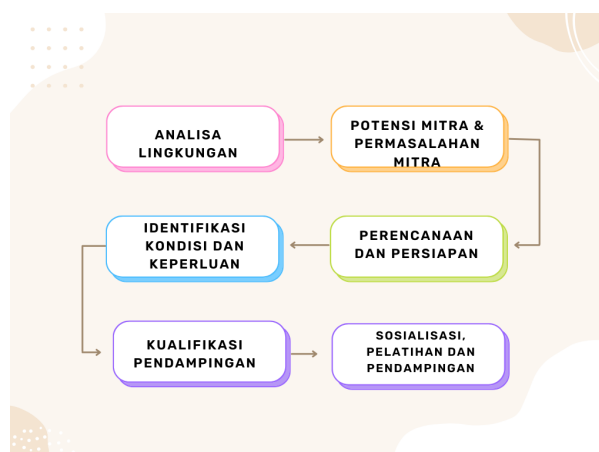 ANALISA
LINGKUNGAN
POTENSI MITRA &
PERMASALAHAN
MITRA
PERENCANAAN
DAN PERSIAPAN
IDENTIFIKASI
KONDISI DAN
KEPERLUAN
KUALIFIKASI
PENDAMPINGAN
SOSIALISASI,
PELATIHAN DAN
PENDAMPINGAN